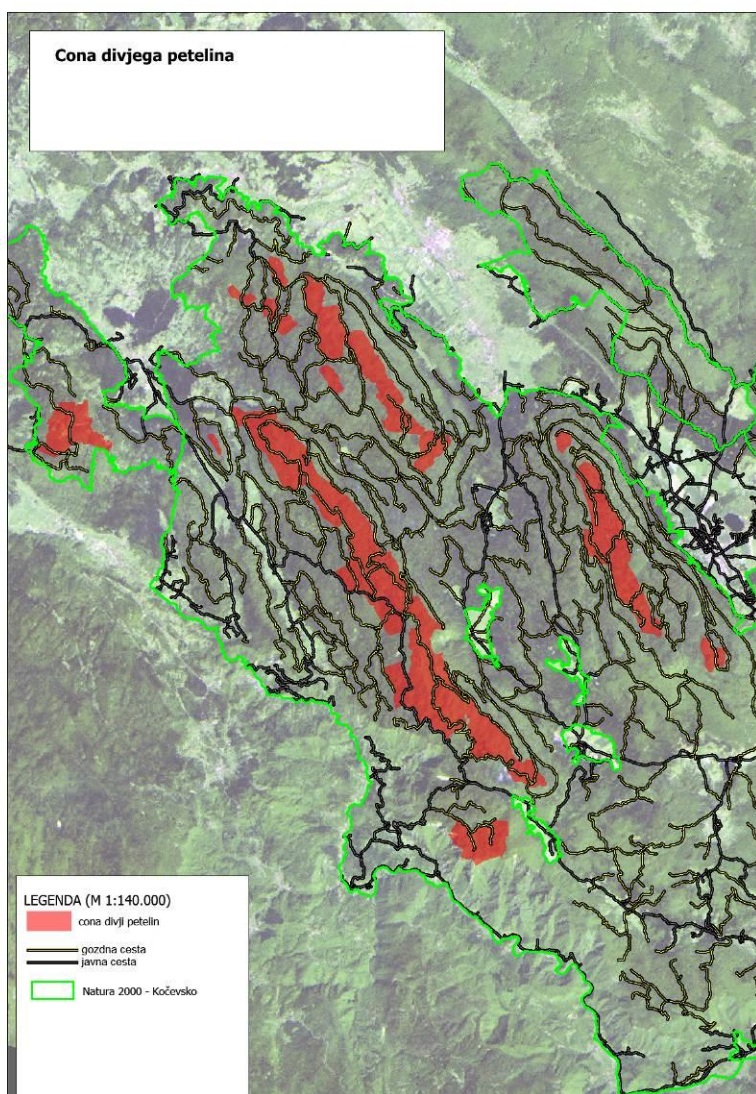 Cona divjega petelina
LEGENDA (M 1:140.000)
cona divji petelin
gozdna cesta
javna cesta
Natura 2000 - Kočevsko